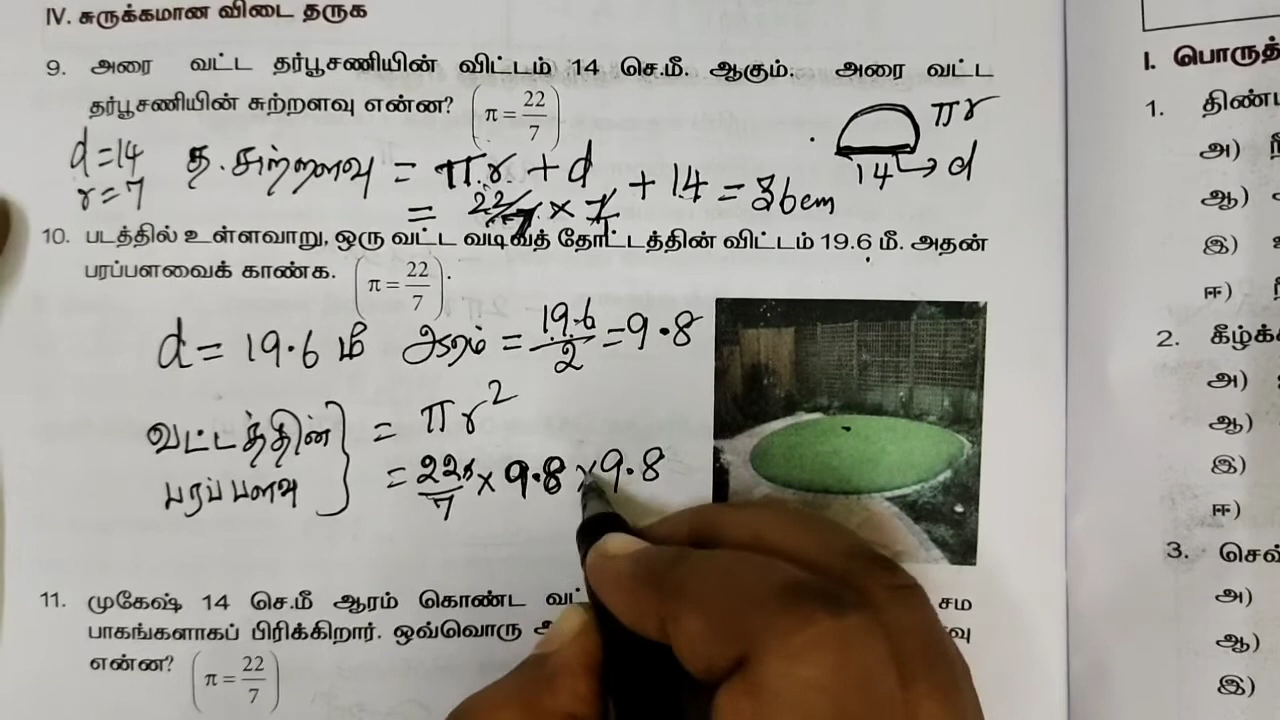 IV. சுருக்கமான விடை தருக
9. அரை வட்ட தர்பூசணியின் விட்டம் 14 செ.மீ. ஆகும். அரை வட்ட
தர்பூசணியின் சுற்றளவு என்ன? (π = 22/7)
πr
14 → d
d = 14 த. சுற்றளவு = π r + d
r = 7
= 22/7 × 7 + 14 = 36cm
10. படத்தில் உள்ளவாறு, ஒரு வட்ட வடிவத் தோட்டத்தின் விட்டம் 19.6 மீ. அதன்
பரப்பளவைக் காண்க. (π = 22/7).
d = 19.6 மீ ஆரம் = 19.6/2 = 9.8
வட்டத்தின் பரப்பளவு } = πr²
= 22/7 × 9.8 × 9.8
11. முகேஷ் 14 செ.மீ ஆரம் கொண்ட சம
பாகங்களாகப் பிரிக்கிறார். ஒவ்வொரு
என்ன? (π = 22/7)
I. பொருத்
1. திண்ம
அ)
ஆ)
இ)
ஈ)
2. கீழ்க்க
அ)
ஆ)
இ)
ஈ)
3. செவ்
அ)
ஆ)
இ)